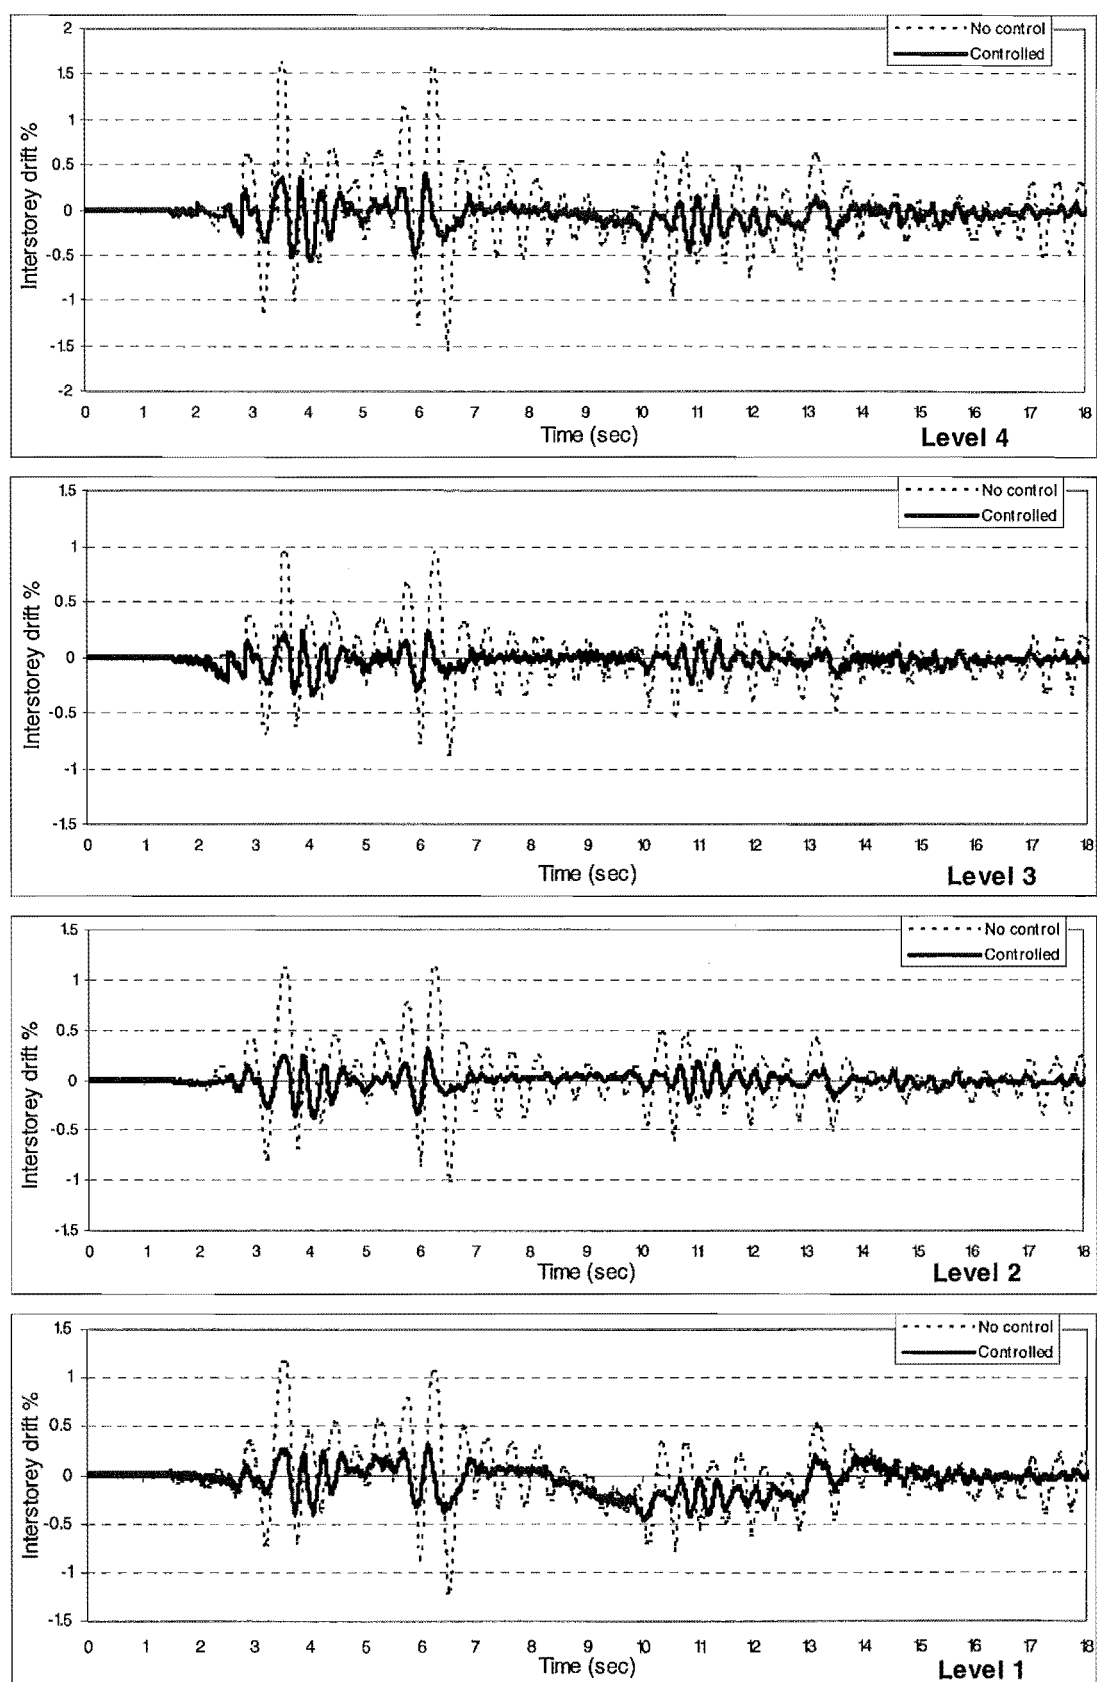 2
No control
Controlled
1.5
1
0.5
0
-0.5
-1
-1.5
-2
Interstorey drift %
0 1 2 3 4 5 6 7 8 9 10 11 12 13 14 15 16 17 18
Time (sec)
Level 4
1.5
No control
Controlled
1
0.5
0
-0.5
-1
-1.5
Interstorey drift %
0 1 2 3 4 5 6 7 8 9 10 11 12 13 14 15 16 17 18
Time (sec)
Level 3
1.5
No control
Controlled
1
0.5
0
-0.5
-1
-1.5
Interstorey drift %
0 1 2 3 4 5 6 7 8 9 10 11 12 13 14 15 16 17 18
Time (sec)
Level 2
1.5
No control
Controlled
1
0.5
0
-0.5
-1
-1.5
Interstorey drift %
0 1 2 3 4 5 6 7 8 9 10 11 12 13 14 15 16 17 18
Time (sec)
Level 1